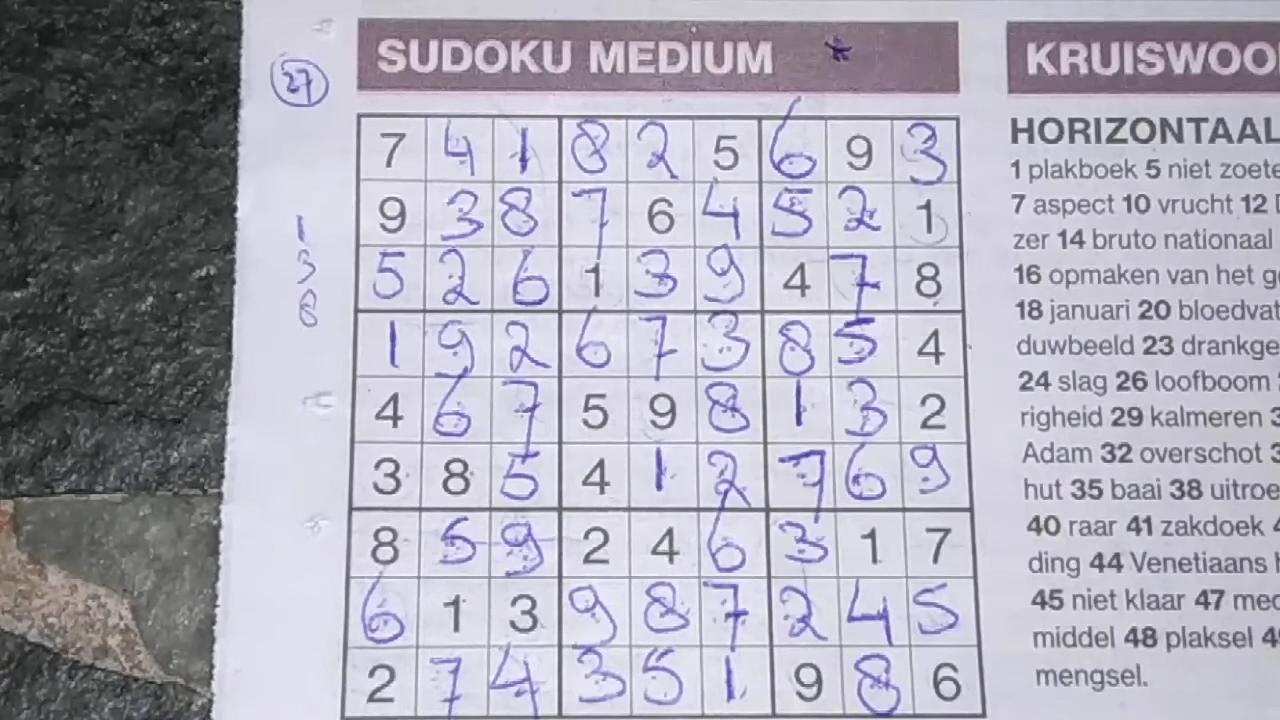 SUDOKU MEDIUM *
KRUISWOO
27
7 4 1 8 2 5 6 9 3
9 3 8 7 6 4 5 2 1
5 2 6 1 3 9 4 7 8
1 9 2 6 7 3 8 5 4
4 6 7 5 9 8 1 3 2
3 8 5 4 1 2 7 6 9
8 5 9 2 4 6 3 1 7
6 1 3 9 8 7 2 4 5
2 7 4 3 5 1 9 8 6
1
3
8
HORIZONTAAL
1 plakboek 5 niet zoete
7 aspect 10 vrucht 12
zer 14 bruto nationaal
16 opmaken van het ge
18 januari 20 bloedvat
duwbeeld 23 drankge
24 slag 26 loofboom
righeid 29 kalmeren 3
Adam 32 overschot 3
hut 35 baai 38 uitroe
40 raar 41 zakdoek 4
ding 44 Venetiaans h
45 niet klaar 47 mec
middel 48 plaksel 4
mengsel.